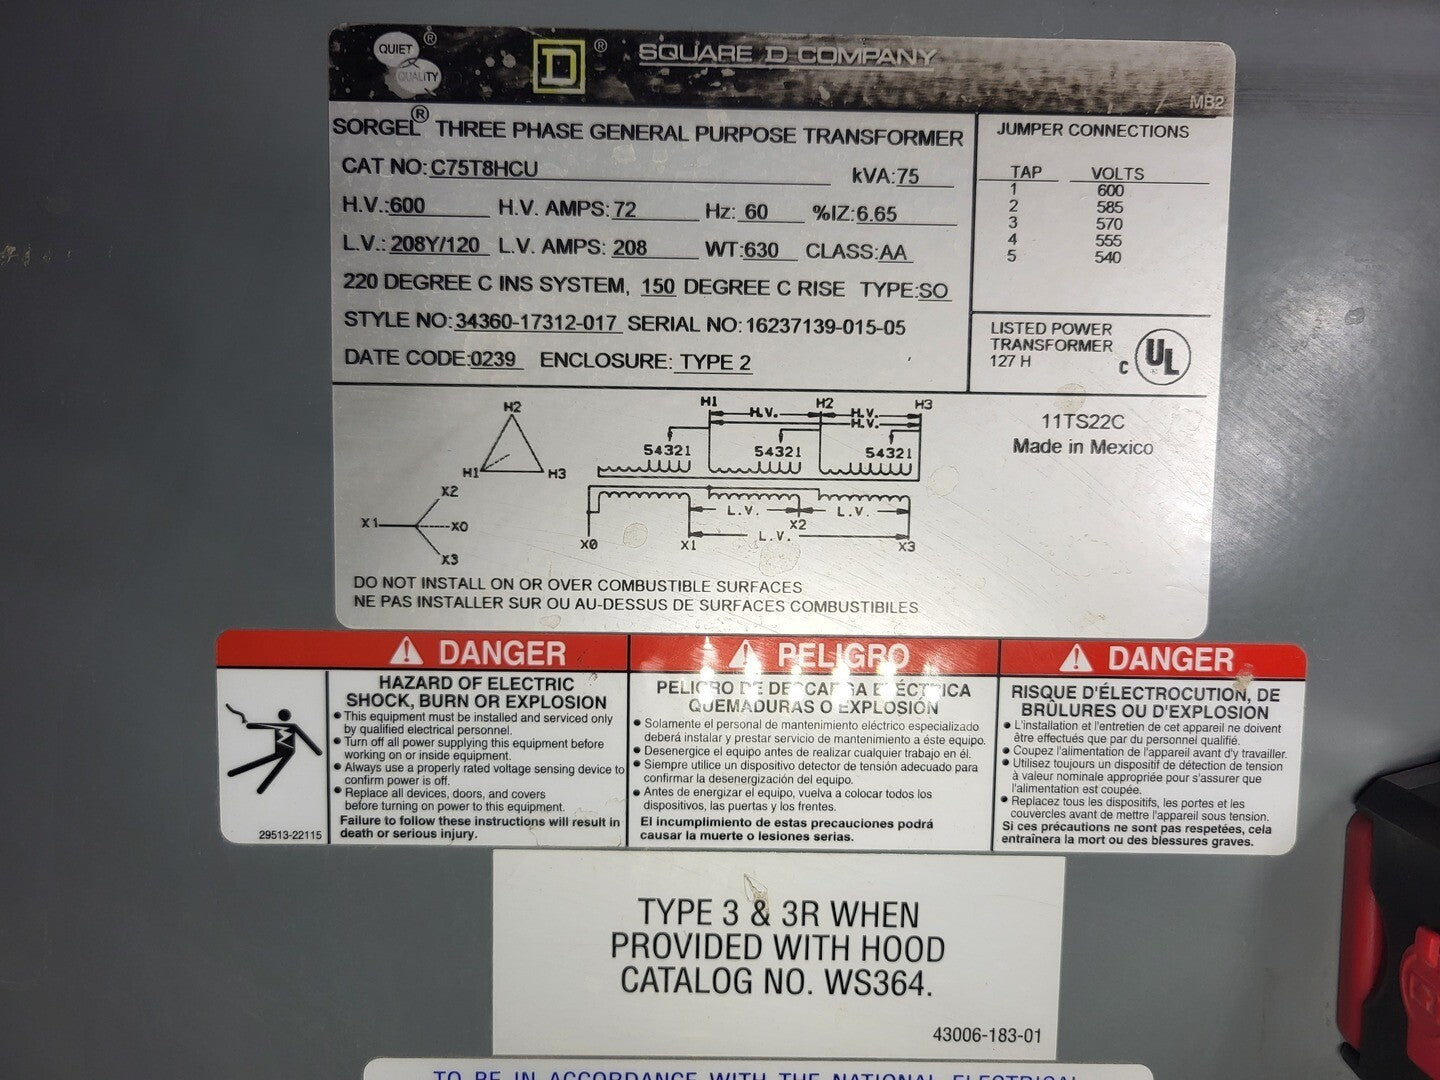 QUIET & QUALITY ®
D ® SQUARE D COMPANY
MB2
SORGEL® THREE PHASE GENERAL PURPOSE TRANSFORMER
CAT NO: C75T8HCU kVA: 75
H.V.: 600 H.V. AMPS: 72 Hz: 60 %IZ: 6.65
L.V.: 208Y/120 L.V. AMPS: 208 WT: 630 CLASS: AA
220 DEGREE C INS SYSTEM, 150 DEGREE C RISE TYPE: SO
STYLE NO: 34360-17312-017 SERIAL NO: 16237139-015-05
DATE CODE: 0239 ENCLOSURE: TYPE 2
JUMPER CONNECTIONS
TAP VOLTS
1 600
2 585
3 570
4 555
5 540
LISTED POWER
TRANSFORMER
127 H
C UL
H2
H1 H3
X2
X1 X0
X3
H1 H2 H3
H.V. H.V.
H.V.
54321 54321 54321
L.V. L.V.
X2
L.V.
X0 X1 X3
11TS22C
Made in Mexico
DO NOT INSTALL ON OR OVER COMBUSTIBLE SURFACES
NE PAS INSTALLER SUR OU AU-DESSUS DE SURFACES COMBUSTIBLES
DANGER
HAZARD OF ELECTRIC
SHOCK, BURN OR EXPLOSION
• This equipment must be installed and serviced only
by qualified electrical personnel.
• Turn off all power supplying this equipment before
working on or inside equipment.
• Always use a properly rated voltage sensing device to
confirm power is off.
• Replace all devices, doors, and covers
before turning on power to this equipment.
Failure to follow these instructions will result in
death or serious injury.
29513-22115
PELIGRO
PELIGRO DE DESCARGA ELÉCTRICA
QUEMADURAS O EXPLOSIÓN
• Solamente el personal de mantenimiento eléctrico especializado
deberá instalar y prestar servicio de mantenimiento a éste equipo.
• Desenergice el equipo antes de realizar cualquier trabajo en él.
• Siempre utilice un dispositivo detector de tensión adecuado para
confirmar la desenergización del equipo.
• Antes de energizar el equipo, vuelva a colocar todos los
dispositivos, las puertas y los frentes.
El incumplimiento de estas precauciones podrá
causar la muerte o lesiones serias.
DANGER
RISQUE D'ÉLECTROCUTION, DE
BRÛLURES OU D'EXPLOSION
• L'installation et l'entretien de cet appareil ne doivent
être effectués que par du personnel qualifié.
• Coupez l'alimentation de l'appareil avant d'y travailler.
• Utilisez toujours un dispositif de détection de tension
à valeur nominale appropriée pour s'assurer que
l'alimentation est coupée.
• Replacez tous les dispositifs, les portes et les
couvercles avant de mettre l'appareil sous tension.
Si ces précautions ne sont pas respetées, cela
entraînera la mort ou des blessures graves.
TYPE 3 & 3R WHEN
PROVIDED WITH HOOD
CATALOG NO. WS364.
43006-183-01
TO BE IN ACCORDANCE WITH THE NATIONAL ELECTRICAL